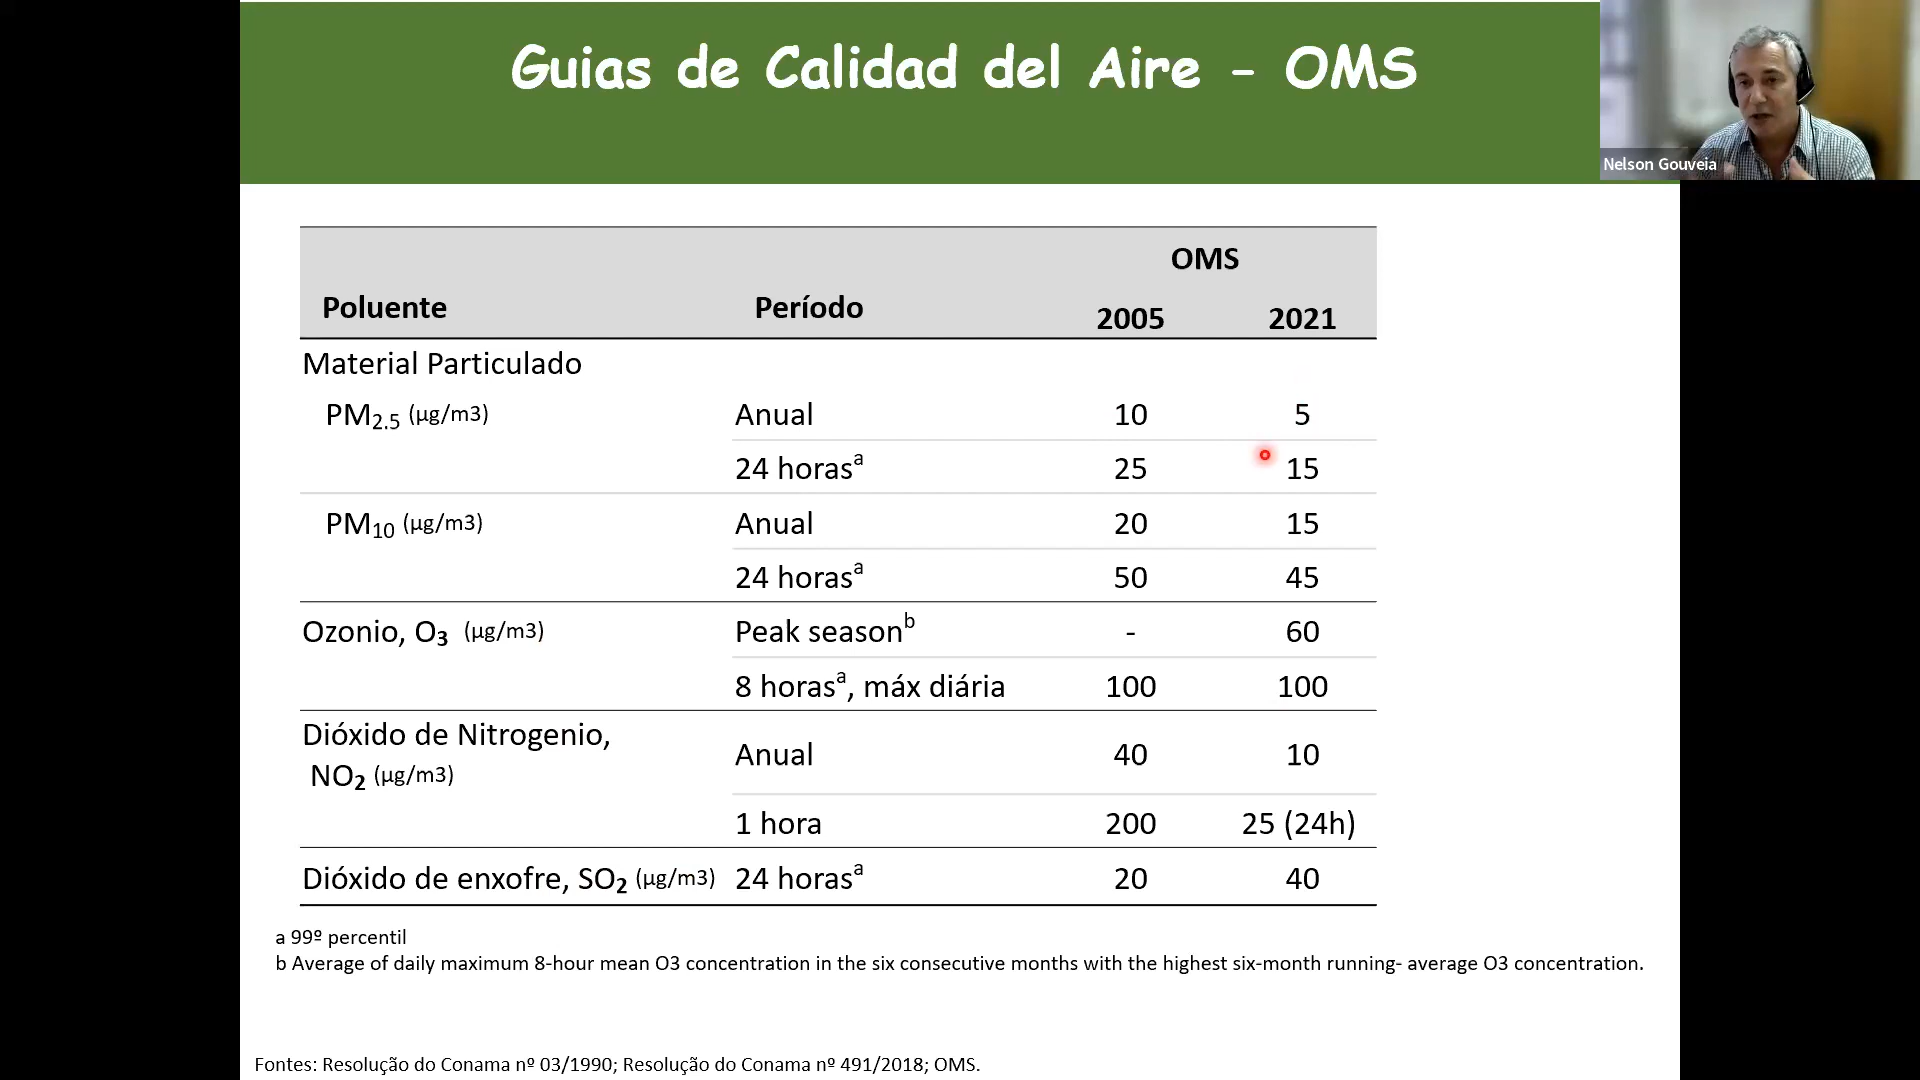 Guias de Calidad del Aire - OMS
Nelson Gouveia
OMS
Poluente Período 2005 2021
Material Particulado
PM2.5 (µg/m3) Anual 10 5
24 horasª 25 15
PM10 (µg/m3) Anual 20 15
24 horasª 50 45
Ozonio, O3 (µg/m3) Peak seasonᵇ - 60
8 horasª, máx diária 100 100
Dióxido de Nitrogenio,
NO2 (µg/m3) Anual 40 10
1 hora 200 25 (24h)
Dióxido de enxofre, SO2 (µg/m3) 24 horasª 20 40
a 99º percentil
b Average of daily maximum 8-hour mean O3 concentration in the six consecutive months with the highest six-month running- average O3 concentration.
Fontes: Resolução do Conama nº 03/1990; Resolução do Conama nº 491/2018; OMS.